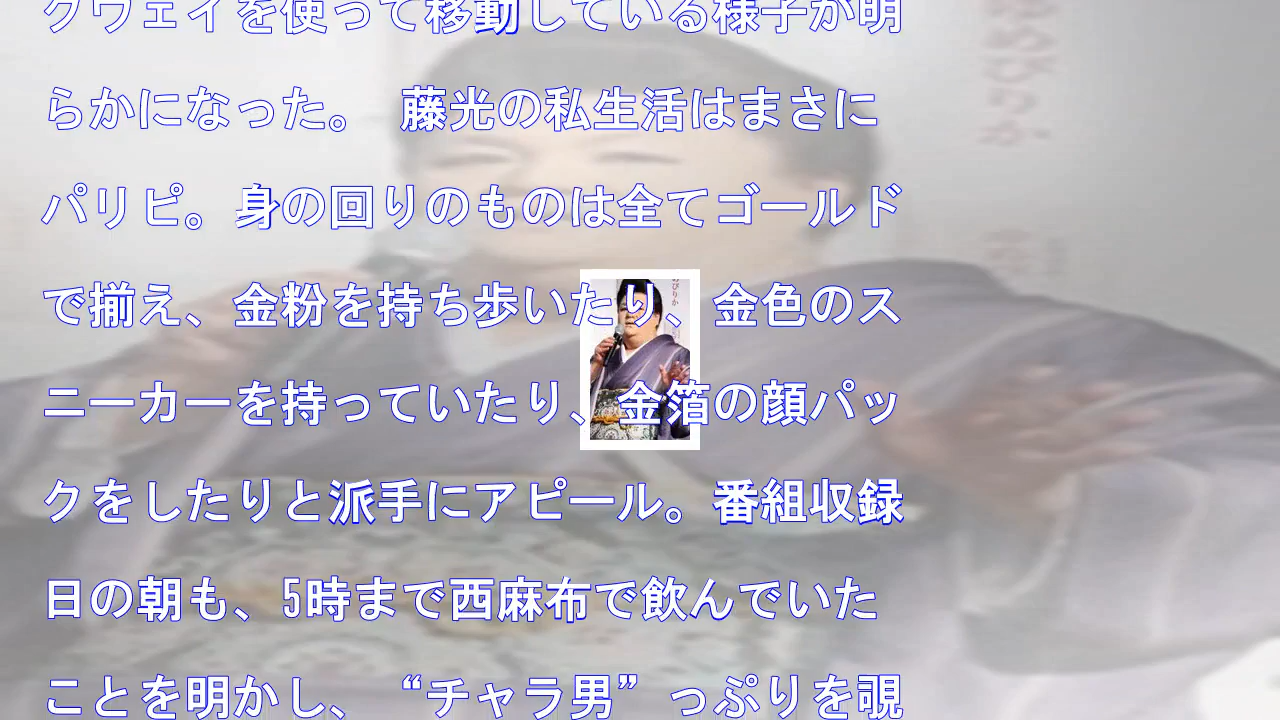 グウェイを使って移動している様子が明
らかになった。 藤光の私生活はまさに
パリピ。身の回りのものは全てゴールド
で揃え、金粉を持ち歩いたり、金色のス
ニーカーを持っていたり、金箔の顔パッ
クをしたりと派手にアピール。番組収録
日の朝も、5時まで西麻布で飲んでいた
ことを明かし、 “チャラ男” っぷりを覗